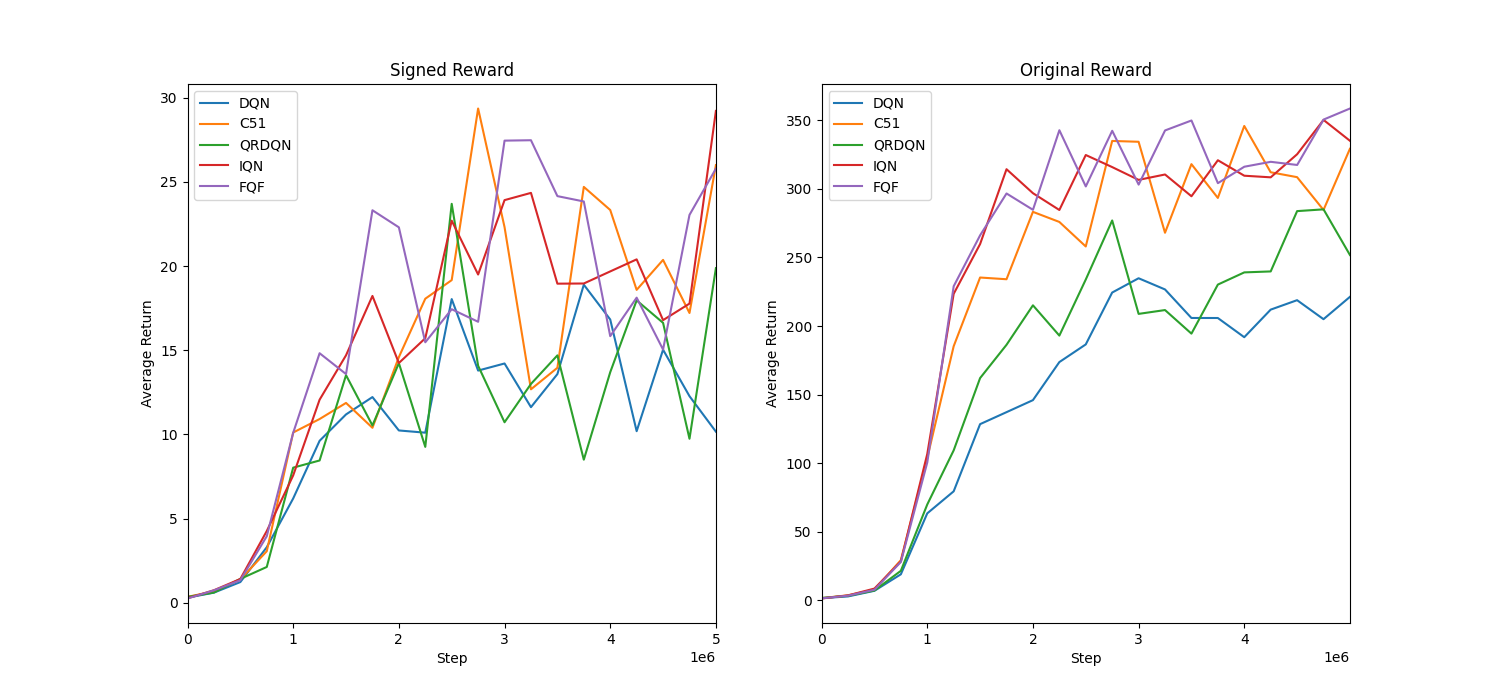 Signed Reward
30
25
20
15
10
5
0
Average Return
DQN
C51
QRDQN
IQN
FQF
0 1 2 3 4 5
Step
1e6
Original Reward
350
300
250
200
150
100
50
0
Average Return
DQN
C51
QRDQN
IQN
FQF
0 1 2 3 4
Step
1e6